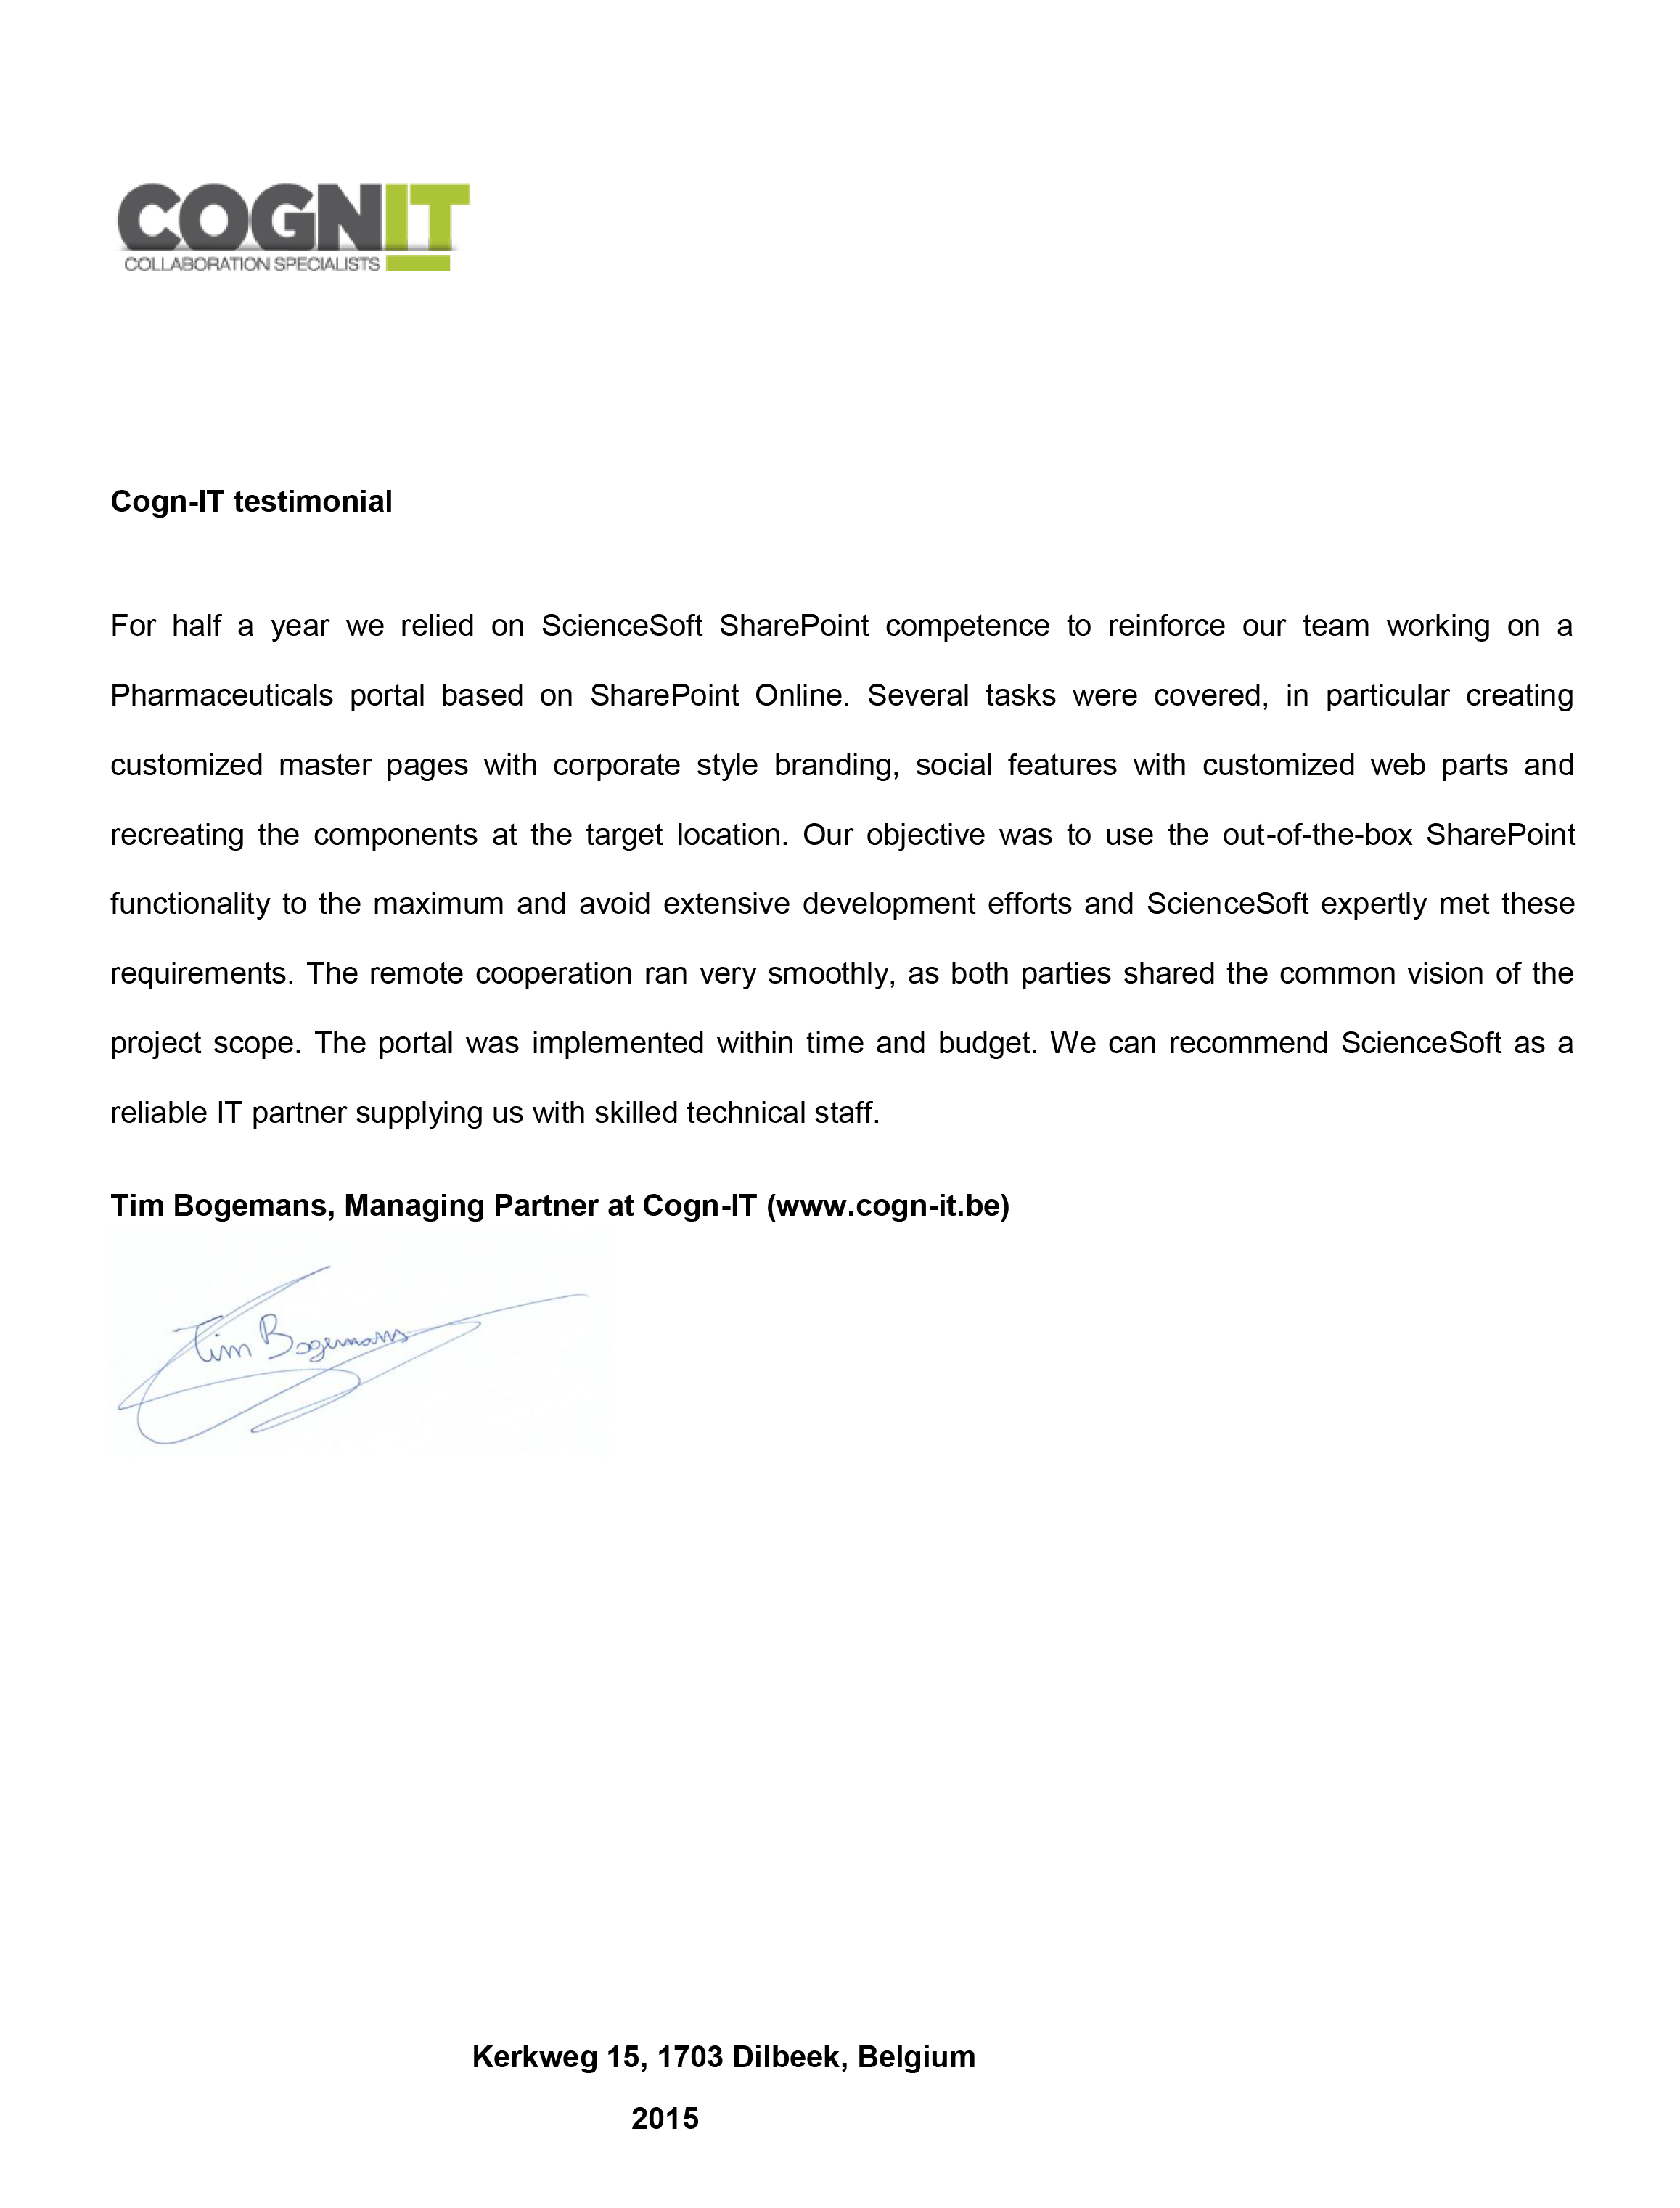 COGNIT
COLLABORATION SPECIALISTS
Cogn-IT testimonial
For half a year we relied on ScienceSoft SharePoint competence to reinforce our team working on a
Pharmaceuticals portal based on SharePoint Online. Several tasks were covered, in particular creating
customized master pages with corporate style branding, social features with customized web parts and
recreating the components at the target location. Our objective was to use the out-of-the-box SharePoint
functionality to the maximum and avoid extensive development efforts and ScienceSoft expertly met these
requirements. The remote cooperation ran very smoothly, as both parties shared the common vision of the
project scope. The portal was implemented within time and budget. We can recommend ScienceSoft as a
reliable IT partner supplying us with skilled technical staff.
Tim Bogemans, Managing Partner at Cogn-IT (www.cogn-it.be)
Tim Bogemans
Kerkweg 15, 1703 Dilbeek, Belgium
2015